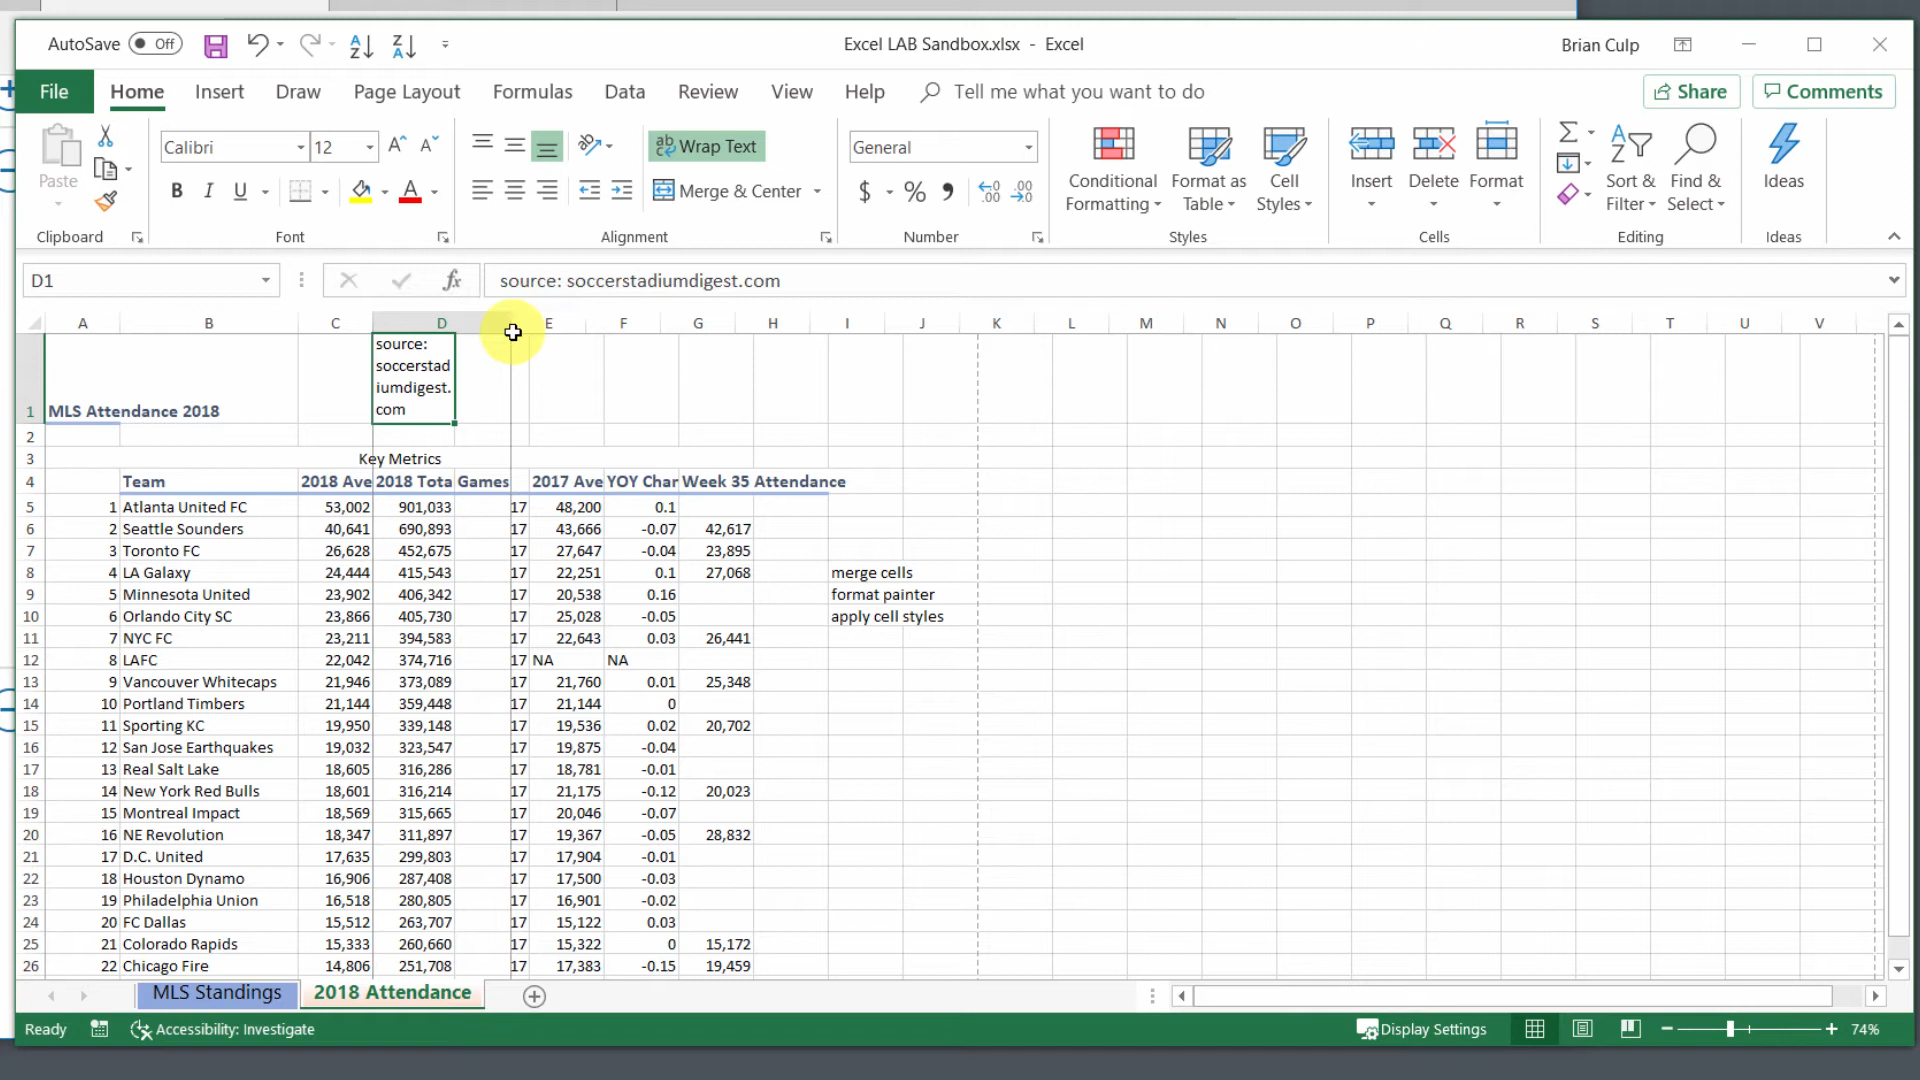 AutoSave Off Excel LAB Sandbox.xlsx - Excel Brian Culp
File Home Insert Draw Page Layout Formulas Data Review View Help Tell me what you want to do Share Comments
Paste
Calibri 12
B I U A
Wrap Text
Merge & Center
General
$ % 9 .00
Conditional Formatting
Format as Table
Cell Styles
Insert Delete Format
Sort & Filter
Find & Select
Ideas
Clipboard Font Alignment Number Styles Cells Editing Ideas
D1 fx source: soccerstadiumdigest.com
A B C D E F G H I J K L M N O P Q R S T U V
source:
soccerstad
iumdigest.
com
1 MLS Attendance 2018
2
3 Key Metrics
4 Team 2018 Ave 2018 Tota Games 2017 Ave YOY Char Week 35 Attendance
5 1 Atlanta United FC 53,002 901,033 17 48,200 0.1
6 2 Seattle Sounders 40,641 690,893 17 43,666 -0.07 42,617
7 3 Toronto FC 26,628 452,675 17 27,647 -0.04 23,895
8 4 LA Galaxy 24,444 415,543 17 22,251 0.1 27,068 merge cells
9 5 Minnesota United 23,902 406,342 17 20,538 0.16 format painter
10 6 Orlando City SC 23,866 405,730 17 25,028 -0.05 apply cell styles
11 7 NYC FC 23,211 394,583 17 22,643 0.03 26,441
12 8 LAFC 22,042 374,716 17 NA NA
13 9 Vancouver Whitecaps 21,946 373,089 17 21,760 0.01 25,348
14 10 Portland Timbers 21,144 359,448 17 21,144 0
15 11 Sporting KC 19,950 339,148 17 19,536 0.02 20,702
16 12 San Jose Earthquakes 19,032 323,547 17 19,875 -0.04
17 13 Real Salt Lake 18,605 316,286 17 18,781 -0.01
18 14 New York Red Bulls 18,601 316,214 17 21,175 -0.12 20,023
19 15 Montreal Impact 18,569 315,665 17 20,046 -0.07
20 16 NE Revolution 18,347 311,897 17 19,367 -0.05 28,832
21 17 D.C. United 17,635 299,803 17 17,904 -0.01
22 18 Houston Dynamo 16,906 287,408 17 17,500 -0.03
23 19 Philadelphia Union 16,518 280,805 17 16,901 -0.02
24 20 FC Dallas 15,512 263,707 17 15,122 0.03
25 21 Colorado Rapids 15,333 260,660 17 15,322 0 15,172
26 22 Chicago Fire 14,806 251,708 17 17,383 -0.15 19,459
MLS Standings 2018 Attendance
Ready Accessibility: Investigate Display Settings 74%